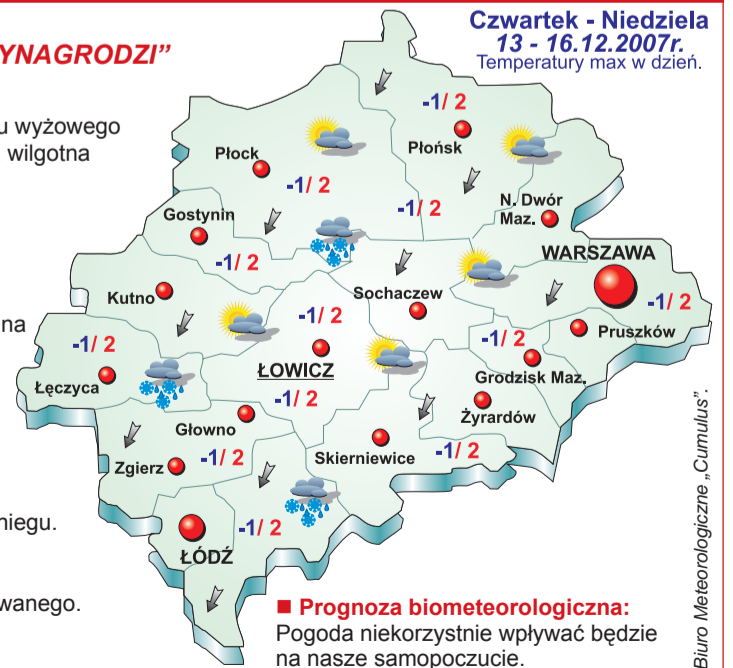 YNAGRODZI”
u wyżowego
wilgotna
na
niegu.
wanego.
Czwartek - Niedziela
13 - 16.12.2007r.
Temperatury max w dzień.
-1/ 2
Płock
Płońsk
-1/ 2
-1/ 2
N. Dwór
Maz.
Gostynin
WARSZAWA
-1/ 2
Kutno
Sochaczew
-1/ 2
-1/ 2
-1/ 2
-1/ 2
Pruszków
ŁOWICZ
Łęczyca
Grodzisk Maz.
-1/ 2
Żyrardów
Głowno
Zgierz
-1/ 2
Skierniewice
-1/ 2
-1/ 2
ŁÓDŹ
Prognoza biometeorologiczna:
Pogoda niekorzystnie wpływać będzie
na nasze samopoczucie.
Biuro Meteorologiczne „Cumulus”.